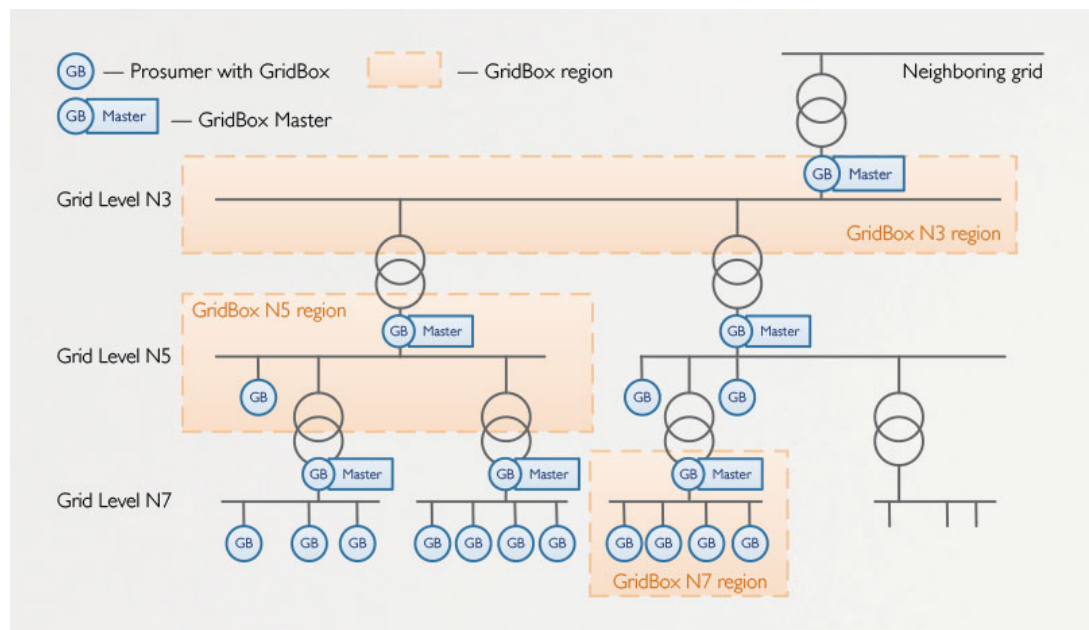 GB — Prosumer with GridBox
— GridBox region
GB Master — GridBox Master
Neighboring grid
GB Master
Grid Level N3
GridBox N3 region
GridBox N5 region
GB Master
GB Master
Grid Level N5
GB
GB
GB
GB Master
GB Master
GB Master
Grid Level N7
GB
GB
GB
GB
GB
GB
GB
GB
GB
GB
GB
GridBox N7 region